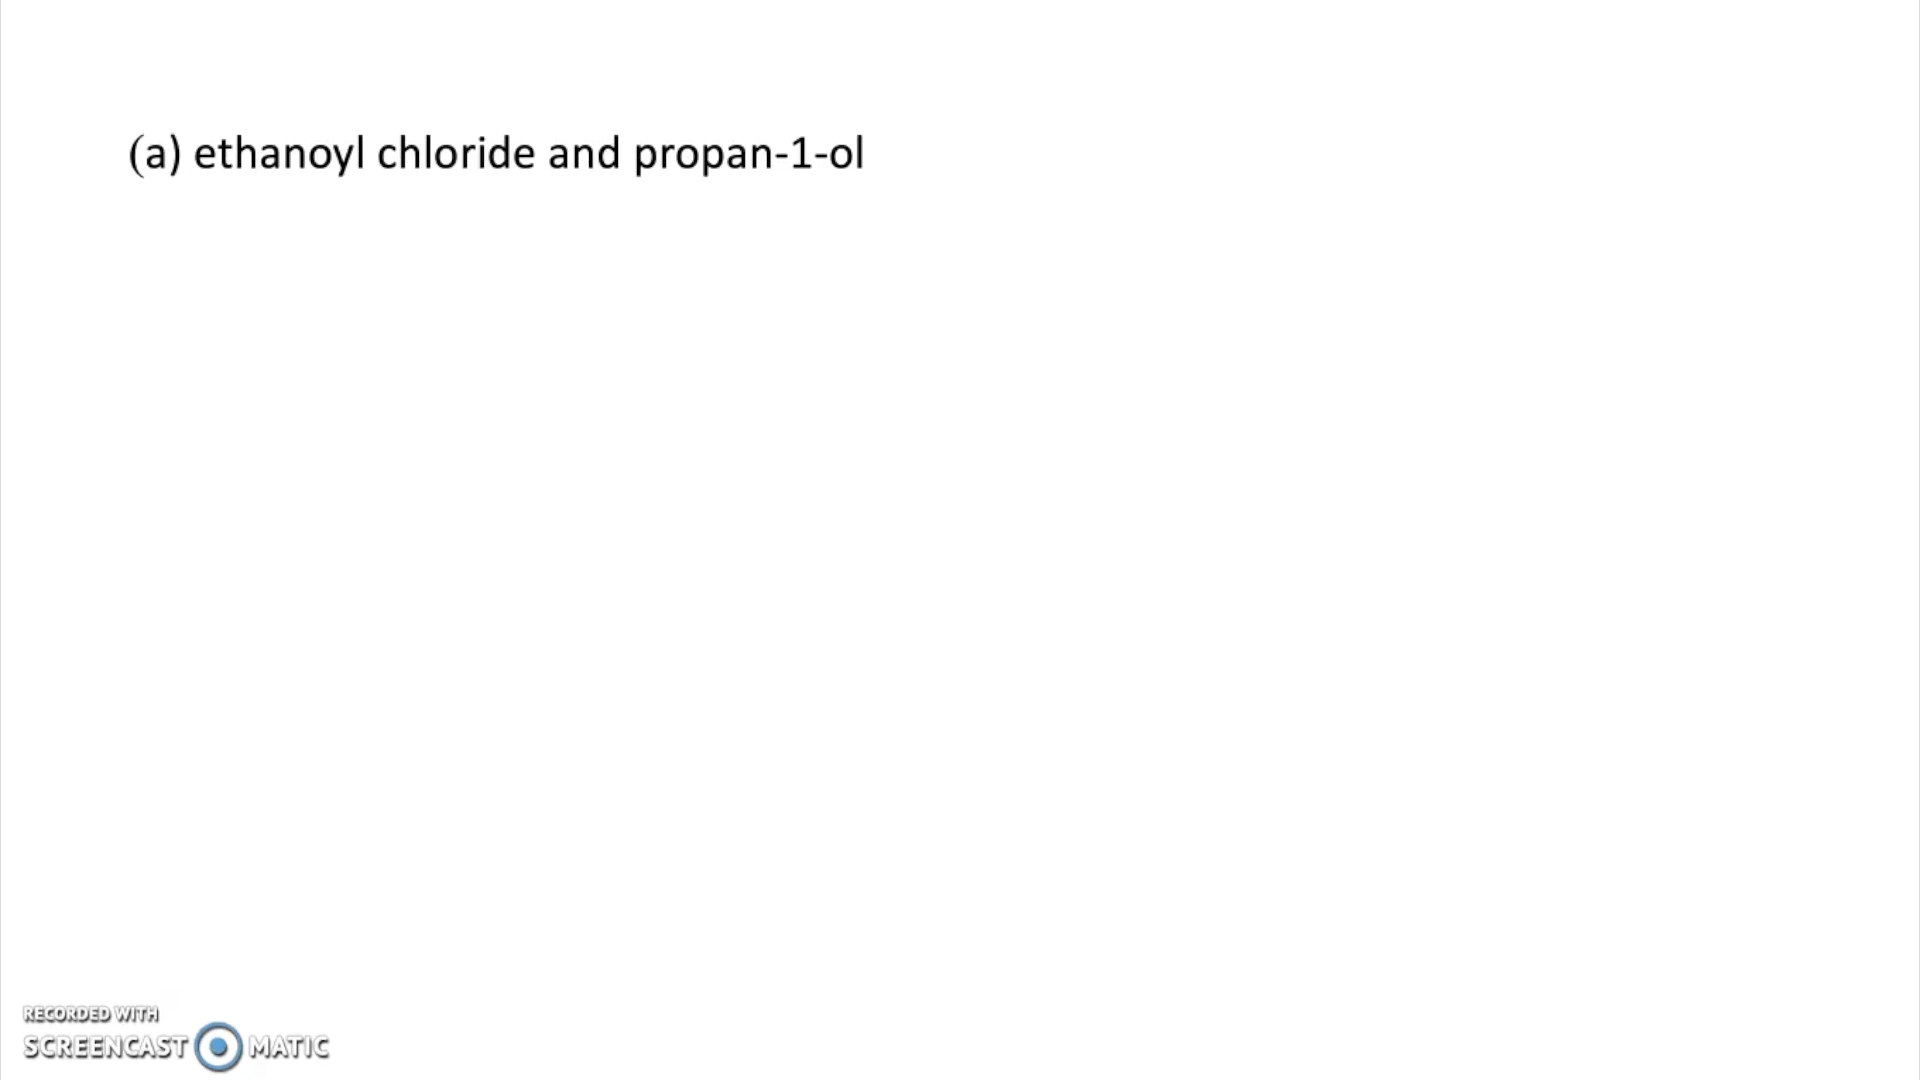 (a) ethanoyl chloride and propan-1-ol
RECORDED WITH
SCREENCAST MATIC